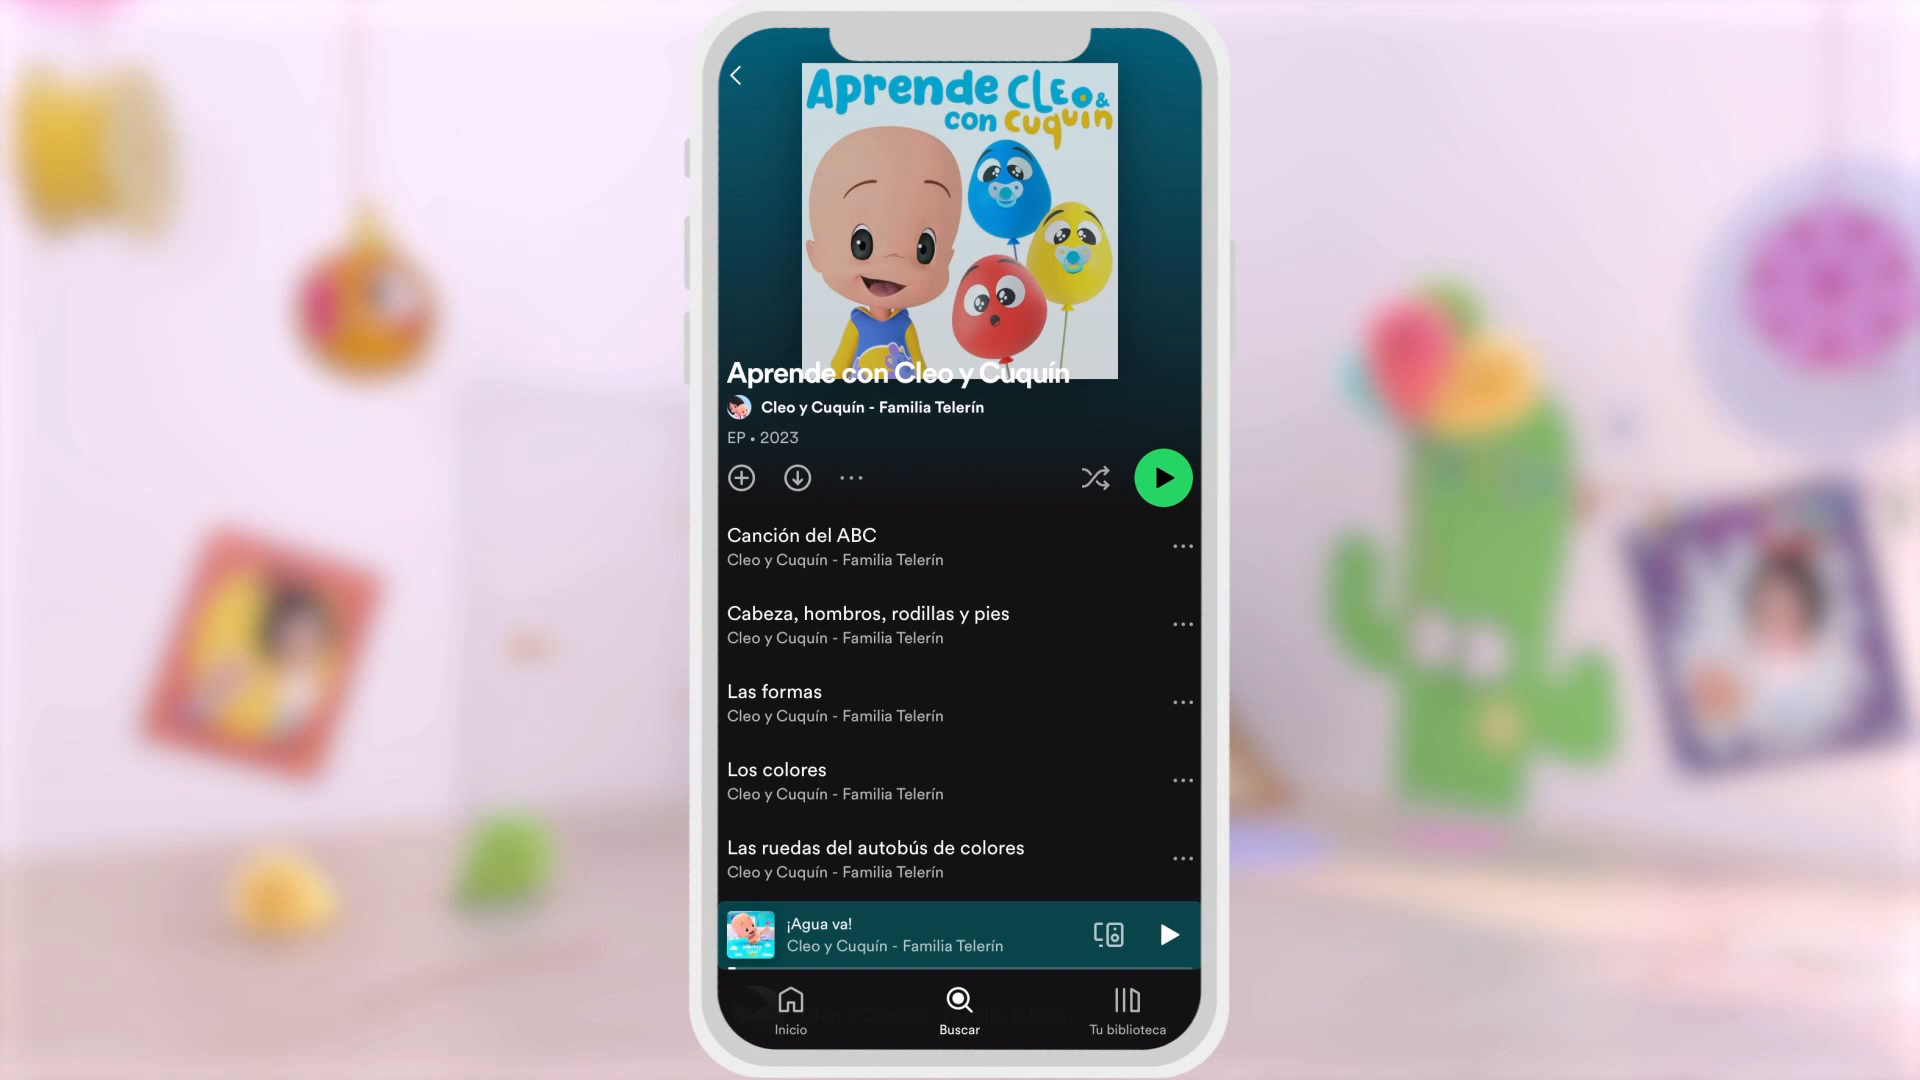 Aprende CLEO &
con cuquín
Aprende con Cleo y Cuquín
Cleo y Cuquín - Familia Telerín
EP • 2023
Canción del ABC
Cleo y Cuquín - Familia Telerín
Cabeza, hombros, rodillas y pies
Cleo y Cuquín - Familia Telerín
Las formas
Cleo y Cuquín - Familia Telerín
Los colores
Cleo y Cuquín - Familia Telerín
Las ruedas del autobús de colores
Cleo y Cuquín - Familia Telerín
¡Agua va!
Cleo y Cuquín - Familia Telerín
Inicio
Buscar
Tu biblioteca